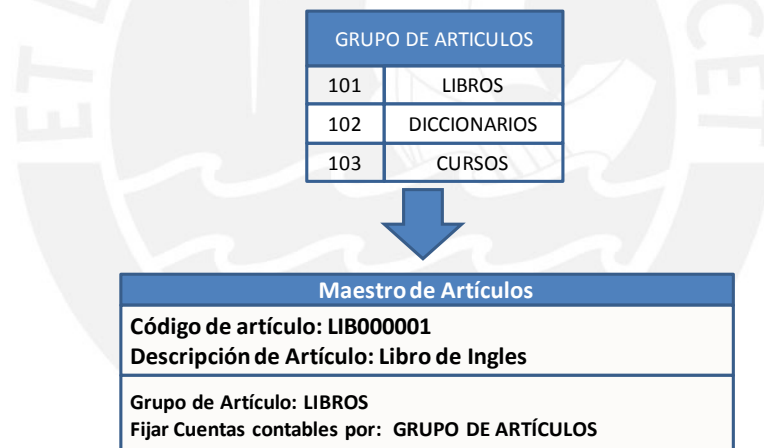 GRUPO DE ARTICULOS
101 LIBROS
102 DICCIONARIOS
103 CURSOS
Maestro de Artículos
Código de artículo: LIB000001
Descripción de Artículo: Libro de Ingles
Grupo de Artículo: LIBROS
Fijar Cuentas contables por: GRUPO DE ARTÍCULOS